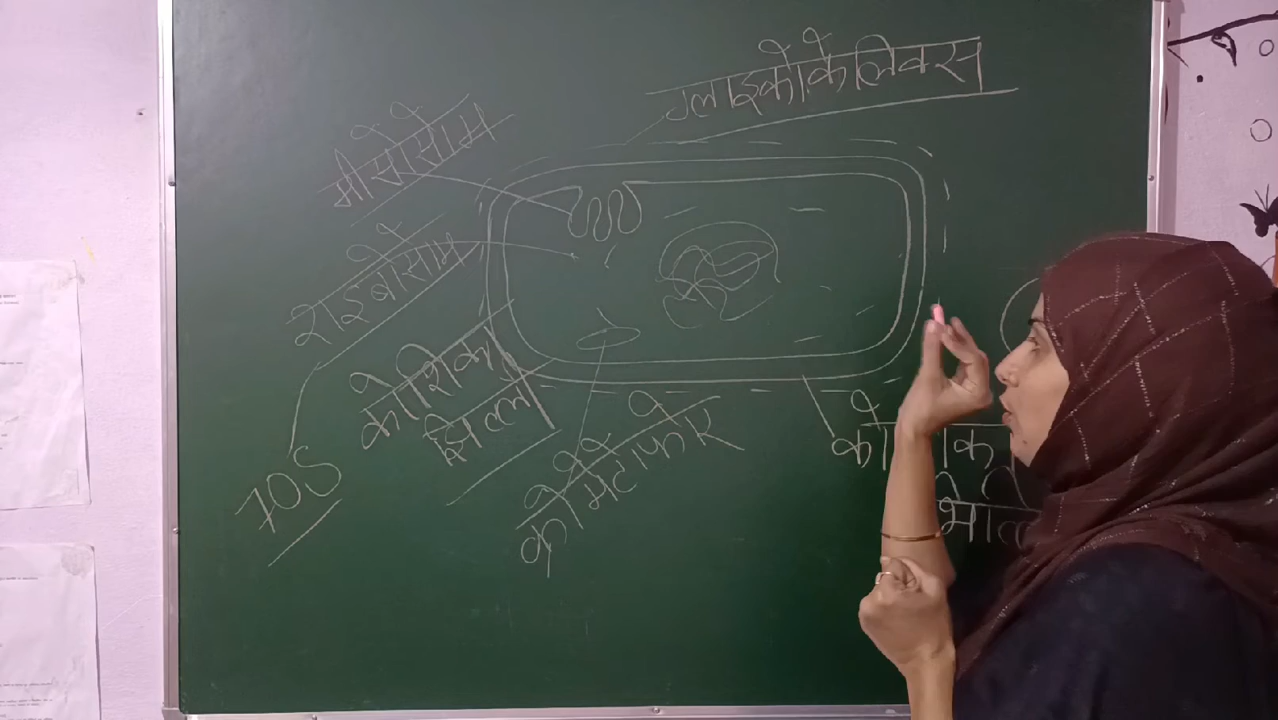 ग्लाइकोकेलिक्स
मीसोसोम
राइबोसोम
70S
कोशिका
झिल्ली
क्रोमेटोफोर